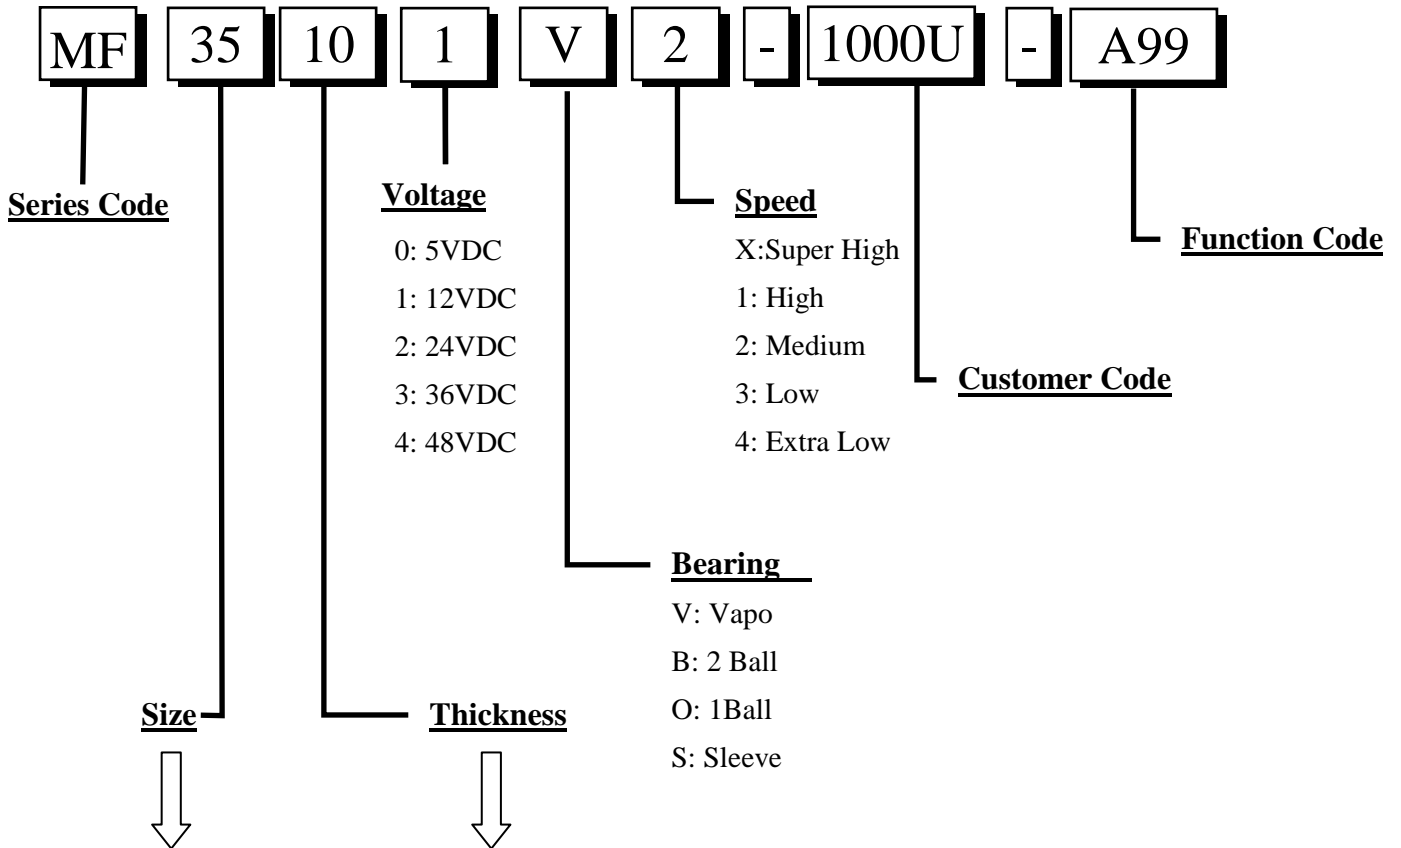 MF 35 10 1 V 2 - 1000U - A99
Series Code
Voltage
0: 5VDC
1: 12VDC
2: 24VDC
3: 36VDC
4: 48VDC
Speed
X:Super High
1: High
2: Medium
3: Low
4: Extra Low
Function Code
Customer Code
Bearing
V: Vapo
B: 2 Ball
O: 1Ball
S: Sleeve
Size
Thickness